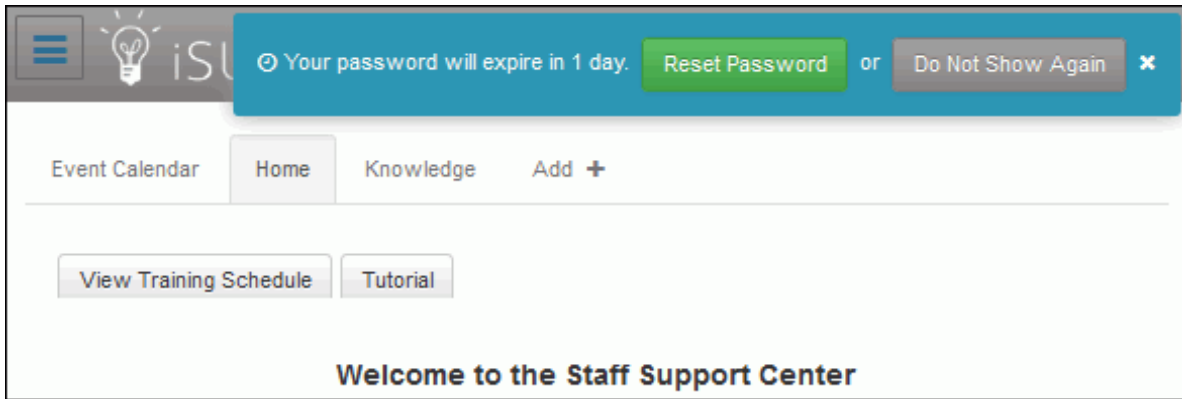 iSU
Your password will expire in 1 day. Reset Password or Do Not Show Again
Event Calendar Home Knowledge Add
View Training Schedule Tutorial
Welcome to the Staff Support Center